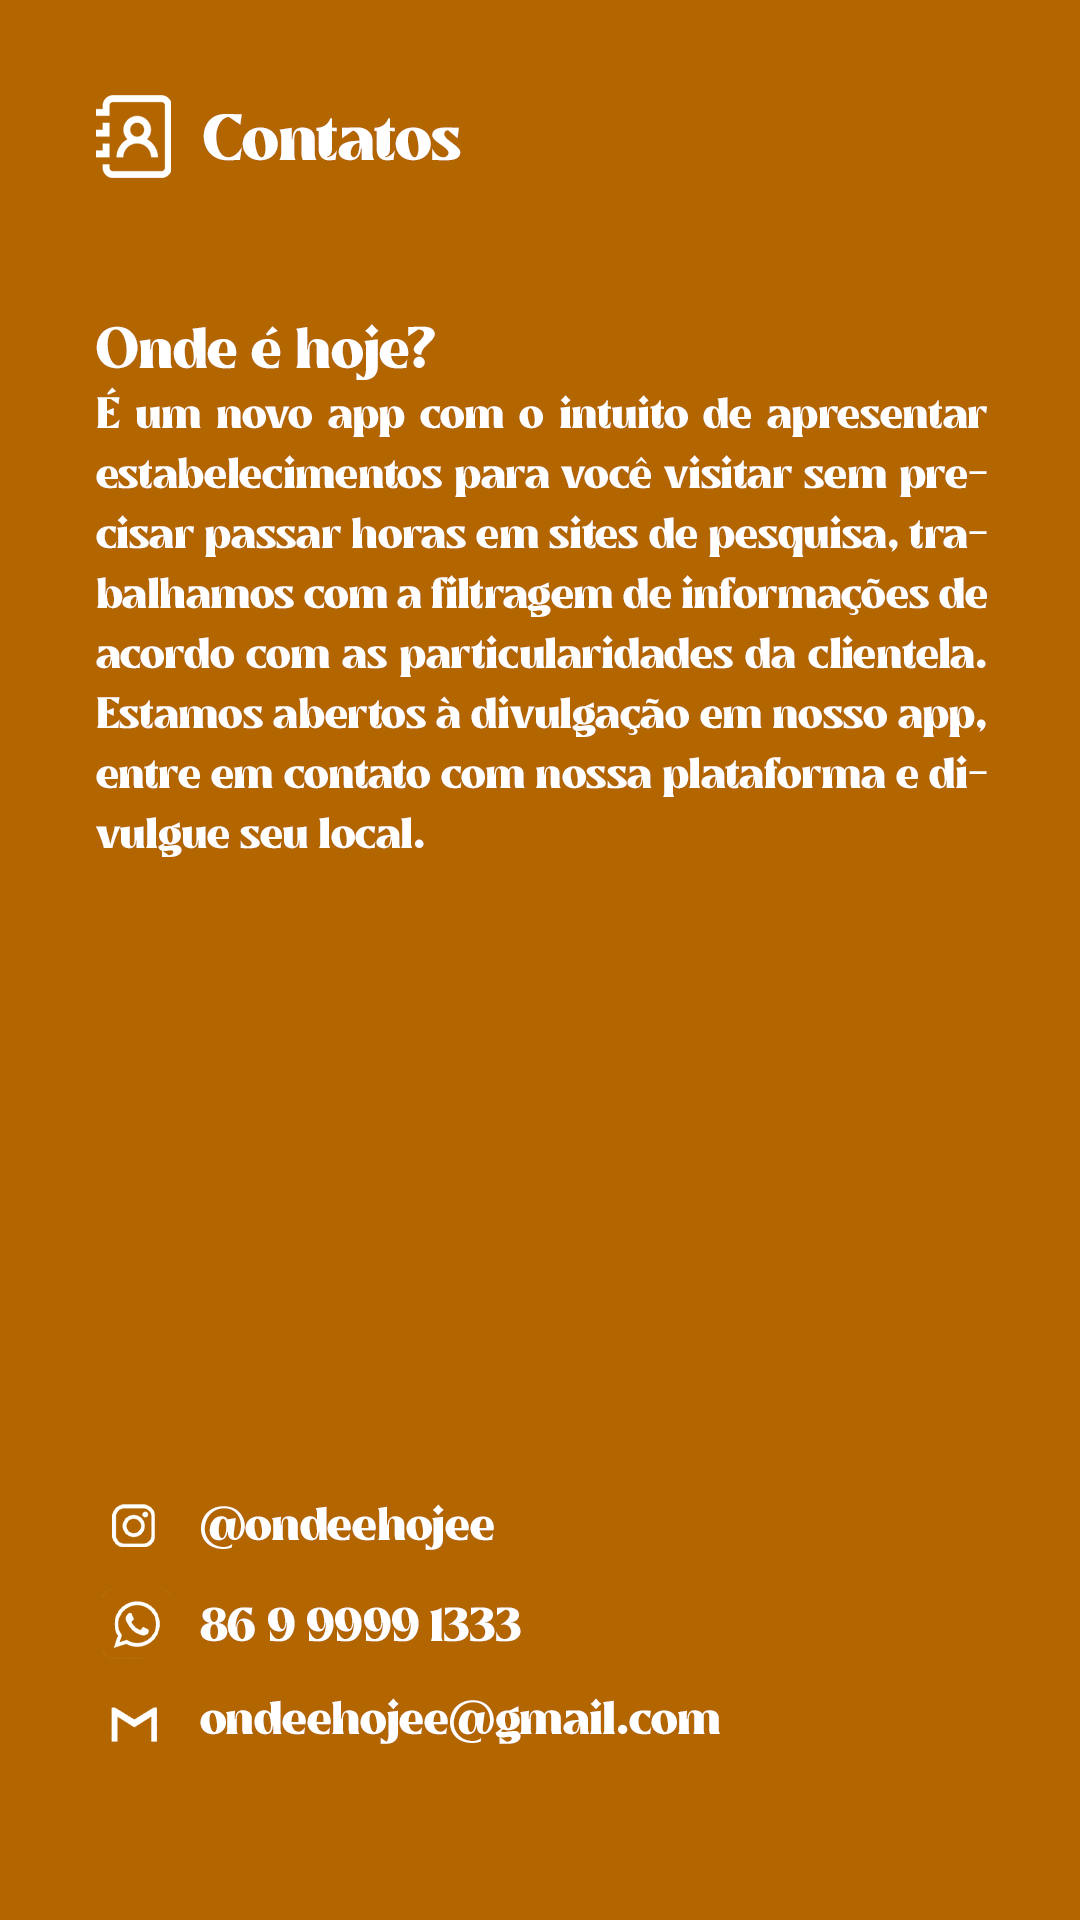 Contatos
Onde é hoje?
É um novo app com o intuito de apresentar
estabelecimentos para você visitar sem pre-
cisar passar horas em sites de pesquisa, tra-
balhamos com a filtragem de informações de
acordo com as particularidades da clientela.
Estamos abertos à divulgação em nosso app,
entre em contato com nossa plataforma e di-
vulgue seu local.
@ondeehojee
86 9 9999 1333
ondeehojee@gmail.com